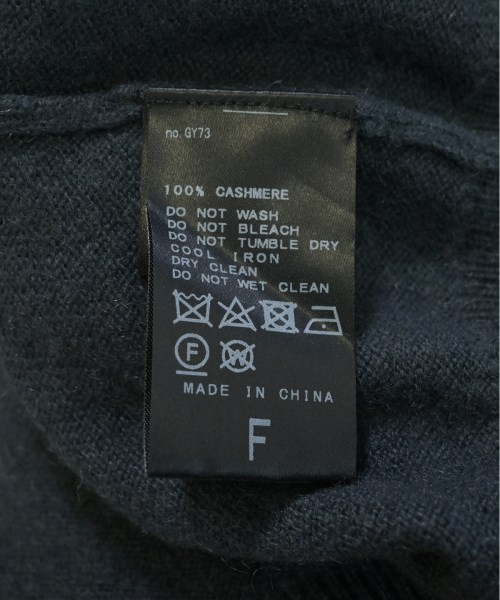 no. GY73
100% CASHMERE
DO NOT WASH
DO NOT BLEACH
DO NOT TUMBLE DRY
COOL IRON
DRY CLEAN
DO NOT WET CLEAN
F W
MADE IN CHINA
F